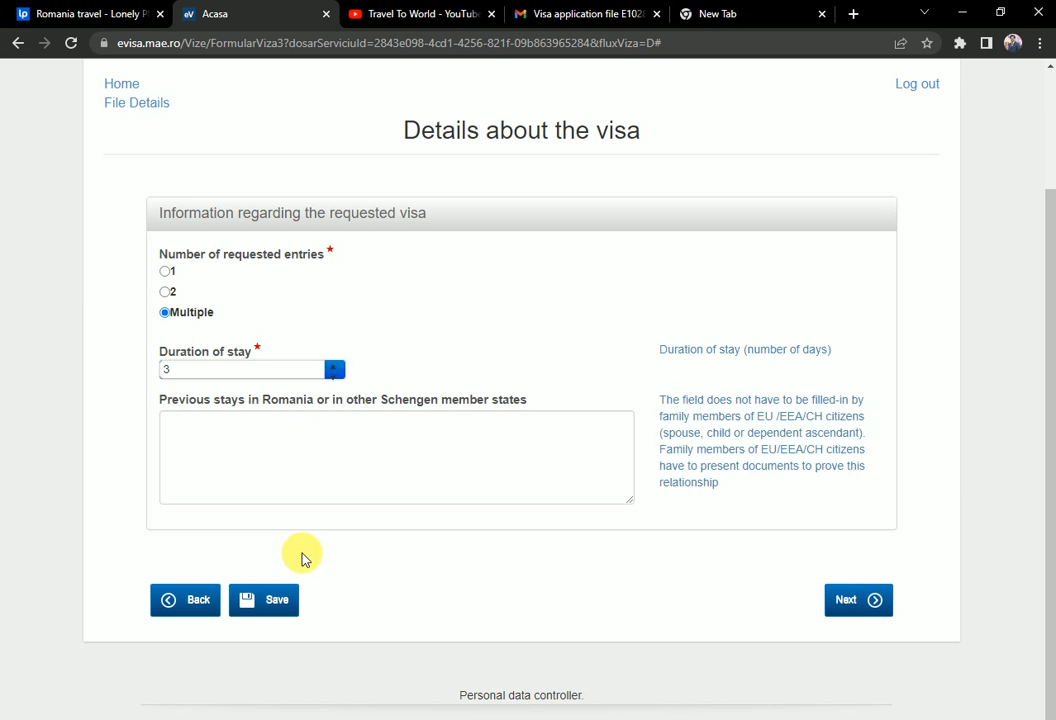 Romania travel - Lonely P
Acasa
Travel To World - YouTube
Visa application file E1028
New Tab
evisa.mae.ro/Vize/FormularViza3?dosarServiciuId=2843e098-4cd1-4256-821f-09b863965284&fluxViza=D#
Home
Log out
File Details
Details about the visa
Information regarding the requested visa
Number of requested entries *
1
2
Multiple
Duration of stay *
Duration of stay (number of days)
3
Previous stays in Romania or in other Schengen member states
The field does not have to be filled-in by
family members of EU /EEA/CH citizens
(spouse, child or dependent ascendant).
Family members of EU/EEA/CH citizens
have to present documents to prove this
relationship
Back
Save
Next
Personal data controller.